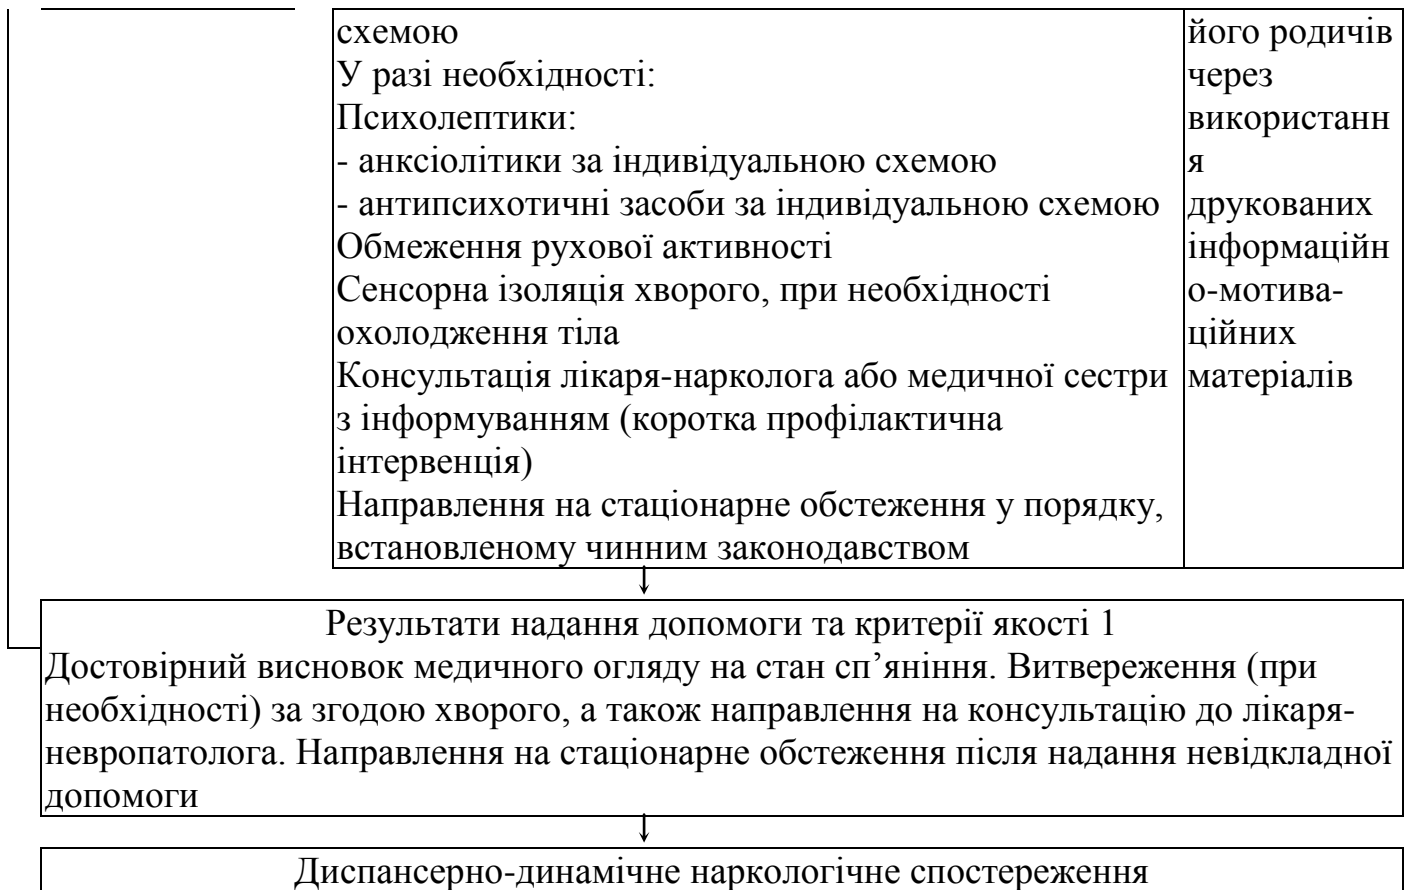 схемою
У разі необхідності:
Психолептики:
- анксіолітики за індивідуальною схемою
- антипсихотичні засоби за індивідуальною схемою
Обмеження рухової активності
Сенсорна ізоляція хворого, при необхідності
охолодження тіла
Консультація лікаря-нарколога або медичної сестри
з інформуванням (коротка профілактична
інтервенція)
Направлення на стаціонарне обстеження у порядку,
встановленому чинним законодавством
його родичів
через
використанн
я
друкованих
інформаційн
о-мотива-
ційних
матеріалів
Результати надання допомоги та критерії якості 1
Достовірний висновок медичного огляду на стан сп’яніння. Витвереження (при
необхідності) за згодою хворого, а також направлення на консультацію до лікаря-
невропатолога. Направлення на стаціонарне обстеження після надання невідкладної
допомоги
Диспансерно-динамічне наркологічне спостереження